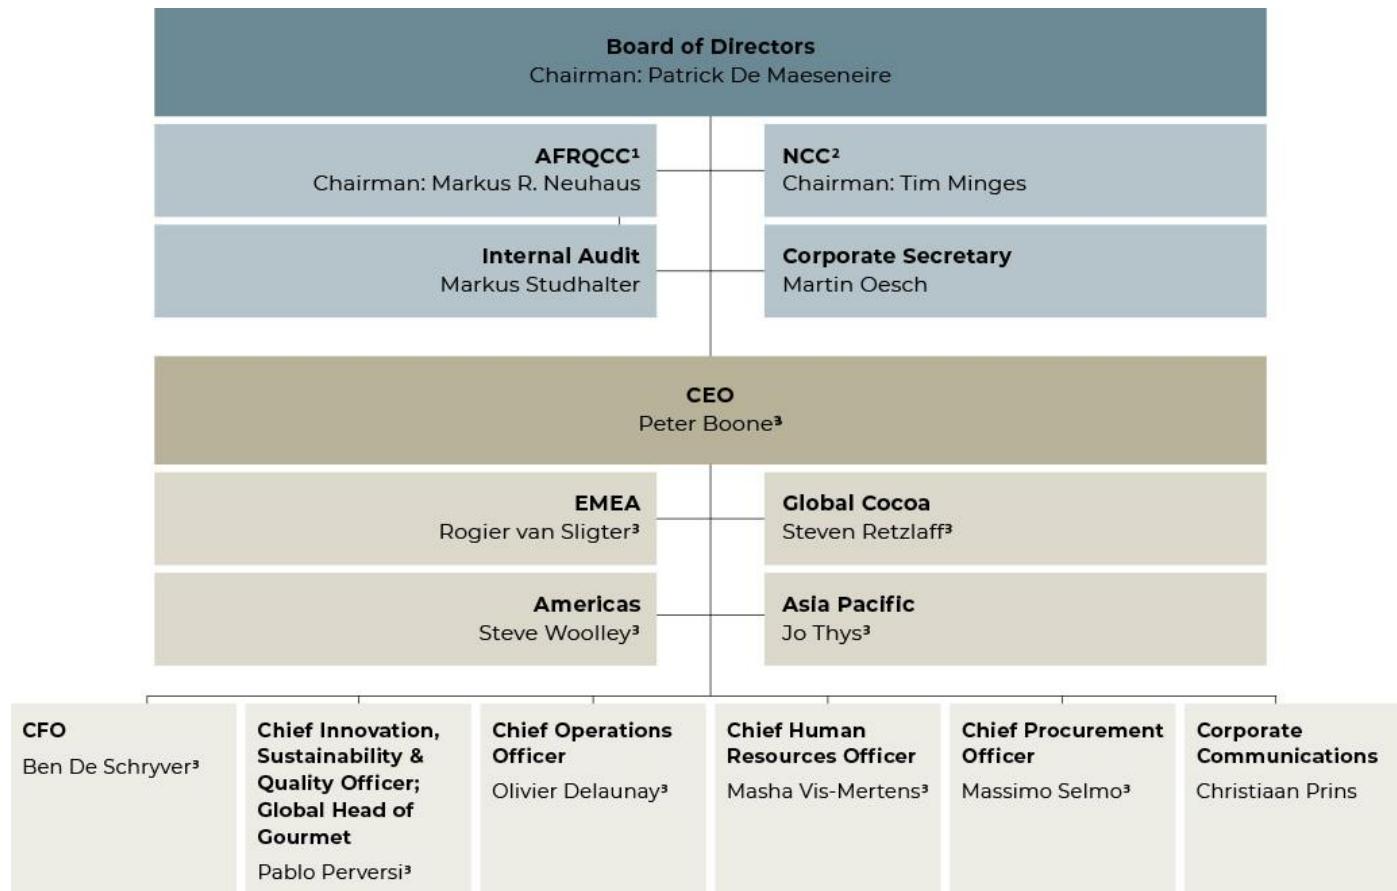 Board of Directors
Chairman: Patrick De Maeseneire
AFRQCC¹
Chairman: Markus R. Neuhaus
NCC²
Chairman: Tim Minges
Internal Audit
Markus Studhalter
Corporate Secretary
Martin Oesch
CEO
Peter Boone³
EMEA
Rogier van Sligter³
Global Cocoa
Steven Retzlaff³
Americas
Steve Woolley³
Asia Pacific
Jo Thys³
CFO
Ben De Schryver³
Chief Innovation,
Sustainability &
Quality Officer;
Global Head of
Gourmet
Pablo Perversi³
Chief Operations
Officer
Olivier Delaunay³
Chief Human
Resources Officer
Masha Vis-Mertens³
Chief Procurement
Officer
Massimo Selmo³
Corporate
Communications
Christiaan Prins